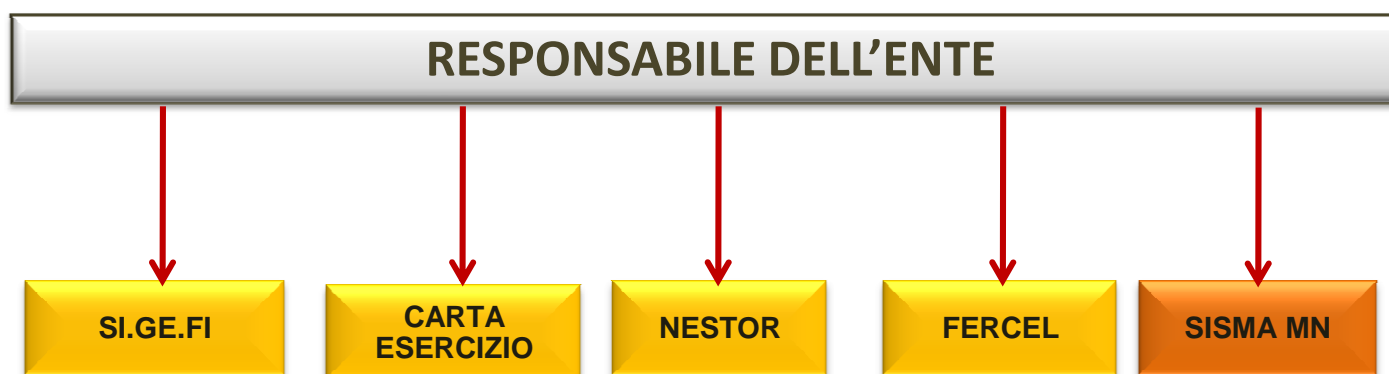 RESPONSABILE DELL’ENTE
SI.GE.FI
CARTA
ESERCIZIO
NESTOR
FERCEL
SISMA MN